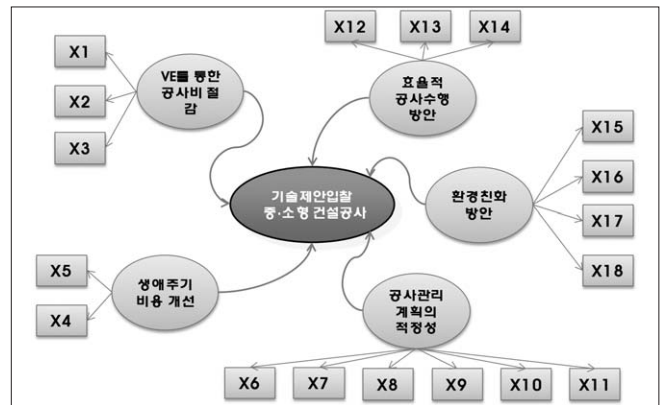 X12
X13
X14
X1
X2
X3
VE를 통한
공사비 절
감
효율적
공사수행
방안
X15
X16
X17
X18
기술제안입찰
중·소형 건설공사
환경친화
방안
X5
X4
생애주기
비용 개선
공사관리
계획의
적정성
X6
X7
X8
X9
X10
X11